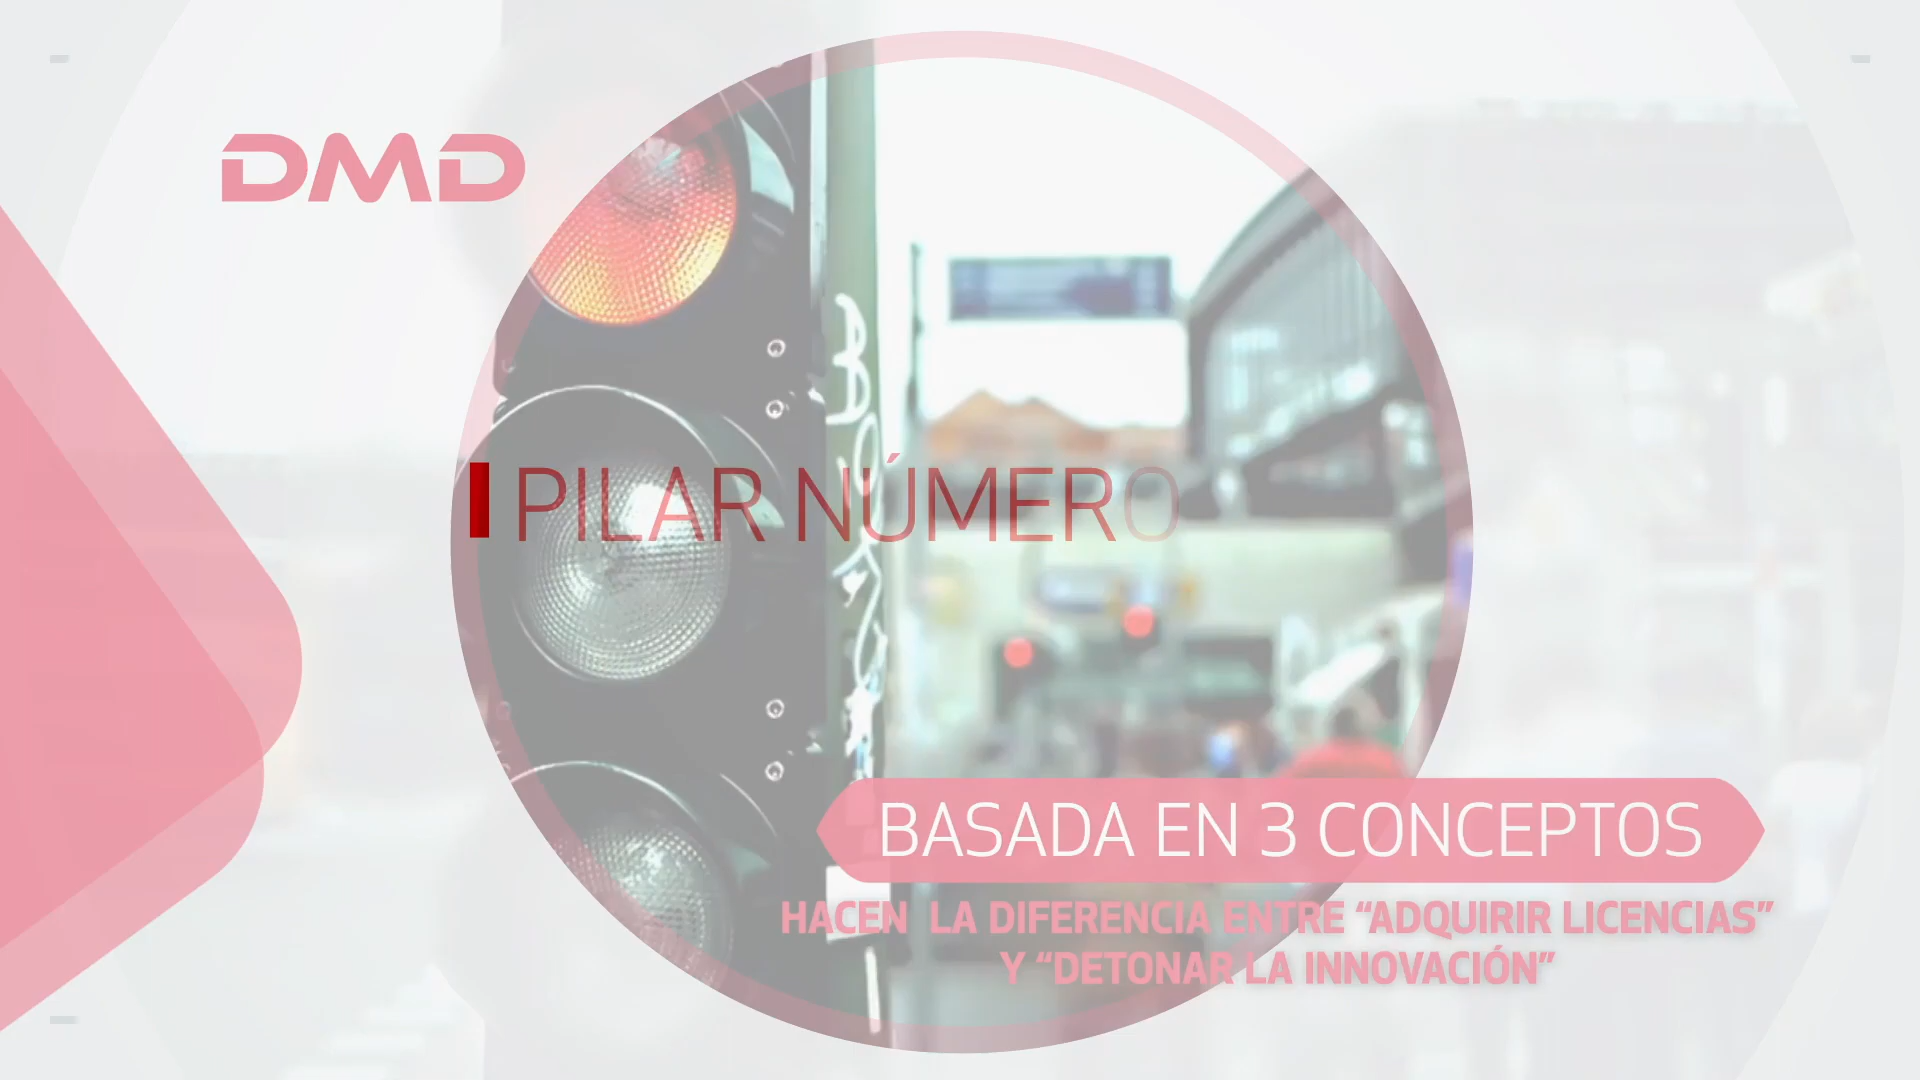 DMD
PILAR NÚMERO
BASADA EN 3 CONCEPTOS
HACEN LA DIFERENCIA ENTRE “ADQUIRIR LICENCIAS”
Y “DETONAR LA INNOVACIÓN”